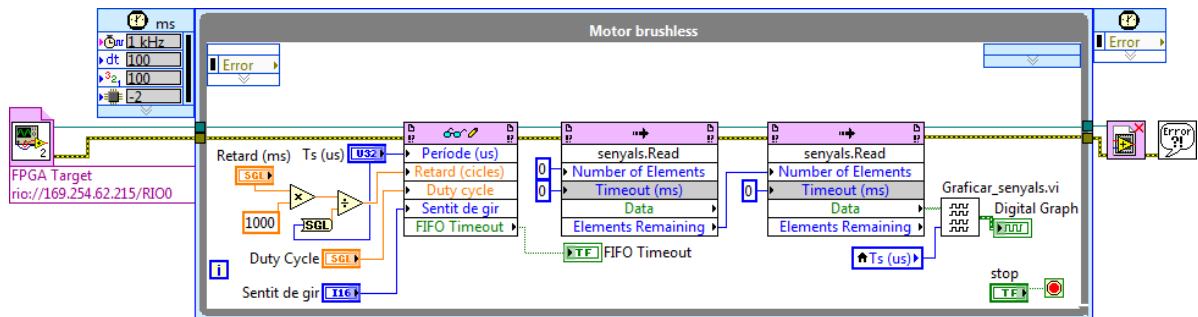 ms
1 kHz
dt 100
321 100
-2
Error
Motor brushless
Error
2
FPGA Target
rio://169.254.62.215/RIO0
Retard (ms)
SGL
Ts (us) U32
1000
SGL
Duty Cycle SGL
Sentit de gir I16
i
Període (us)
Retard (cicles)
Duty cycle
Sentit de gir
FIFO Timeout
TF FIFO Timeout
senyals.Read
0 Number of Elements
0 Timeout (ms)
Data
Elements Remaining
senyals.Read
Number of Elements
0 Timeout (ms)
Data
Elements Remaining
Ts (us)
Graficar_senyals.vi
Digital Graph
stop
TF
Error
?!